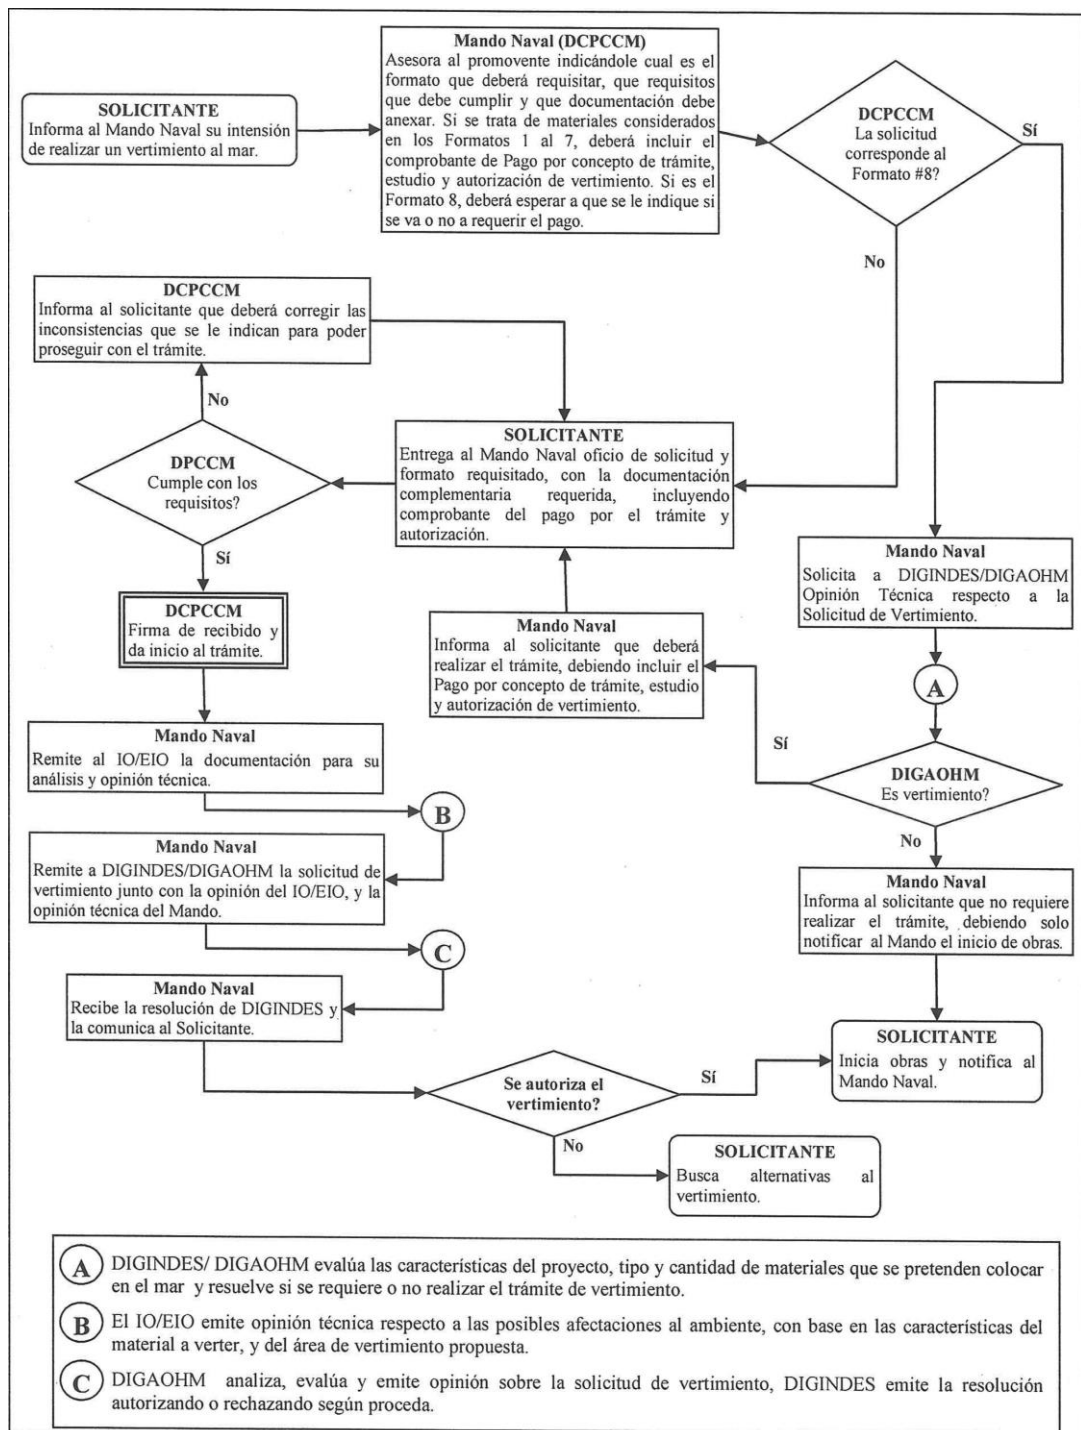 Mando Naval (DCPCCM)
Asesora al promovente indicándole cual es el
formato que deberá requisitar, que requisitos
que debe cumplir y que documentación debe
anexar. Si se trata de materiales considerados
en los Formatos 1 al 7, deberá incluir el
comprobante de Pago por concepto de trámite,
estudio y autorización de vertimiento. Si es el
Formato 8, deberá esperar a que se le indique si
se va o no a requerir el pago.
SOLICITANTE
Informa al Mando Naval su intensión
de realizar un vertimiento al mar.
DCPCCM
La solicitud
corresponde al
Formato #8?
Sí
No
DCPCCM
Informa al solicitante que deberá corregir las
inconsistencias que se le indican para poder
proseguir con el trámite.
No
DPCCM
Cumple con los
requisitos?
Sí
SOLICITANTE
Entrega al Mando Naval oficio de solicitud y
formato requisitado, con la documentación
complementaria requerida, incluyendo
comprobante del pago por el trámite y
autorización.
Mando Naval
Solicita a DIGINDES/DIGAOHM
Opinión Técnica respecto a la
Solicitud de Vertimiento.
A
DCPCCM
Firma de recibido y
da inicio al trámite.
Mando Naval
Informa al solicitante que deberá
realizar el trámite, debiendo incluir el
Pago por concepto de trámite, estudio
y autorización de vertimiento.
Sí
DIGAOHM
Es vertimiento?
No
Mando Naval
Remite al IO/EIO la documentación para su
análisis y opinión técnica.
B
Mando Naval
Remite a DIGINDES/DIGAOHM la solicitud de
vertimiento junto con la opinión del IO/EIO, y la
opinión técnica del Mando.
C
Mando Naval
Informa al solicitante que no requiere
realizar el trámite, debiendo solo
notificar al Mando el inicio de obras.
Mando Naval
Recibe la resolución de DIGINDES y
la comunica al Solicitante.
SOLICITANTE
Inicia obras y notifica al
Mando Naval.
Se autoriza el
vertimiento?
Sí
No
SOLICITANTE
Busca alternativas al
vertimiento.
A DIGINDES/ DIGAOHM evalúa las características del proyecto, tipo y cantidad de materiales que se pretenden colocar
en el mar y resuelve si se requiere o no realizar el trámite de vertimiento.
B El IO/EIO emite opinión técnica respecto a las posibles afectaciones al ambiente, con base en las características del
material a verter, y del área de vertimiento propuesta.
C DIGAOHM analiza, evalúa y emite opinión sobre la solicitud de vertimiento, DIGINDES emite la resolución
autorizando o rechazando según proceda.